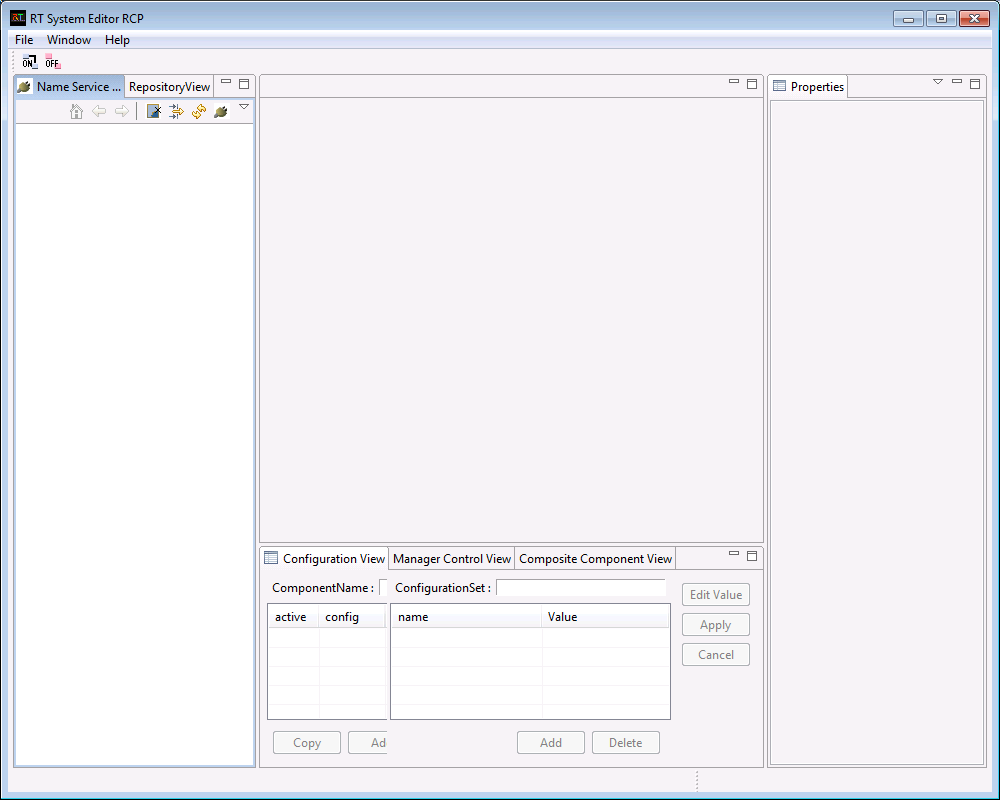 RT System Editor RCP
File Window Help
ON OFF
Name Service ... RepositoryView
Properties
Configuration View Manager Control View Composite Component View
ComponentName : ConfigurationSet :
Edit Value
active config name Value
Apply
Cancel
Copy Ad Add Delete